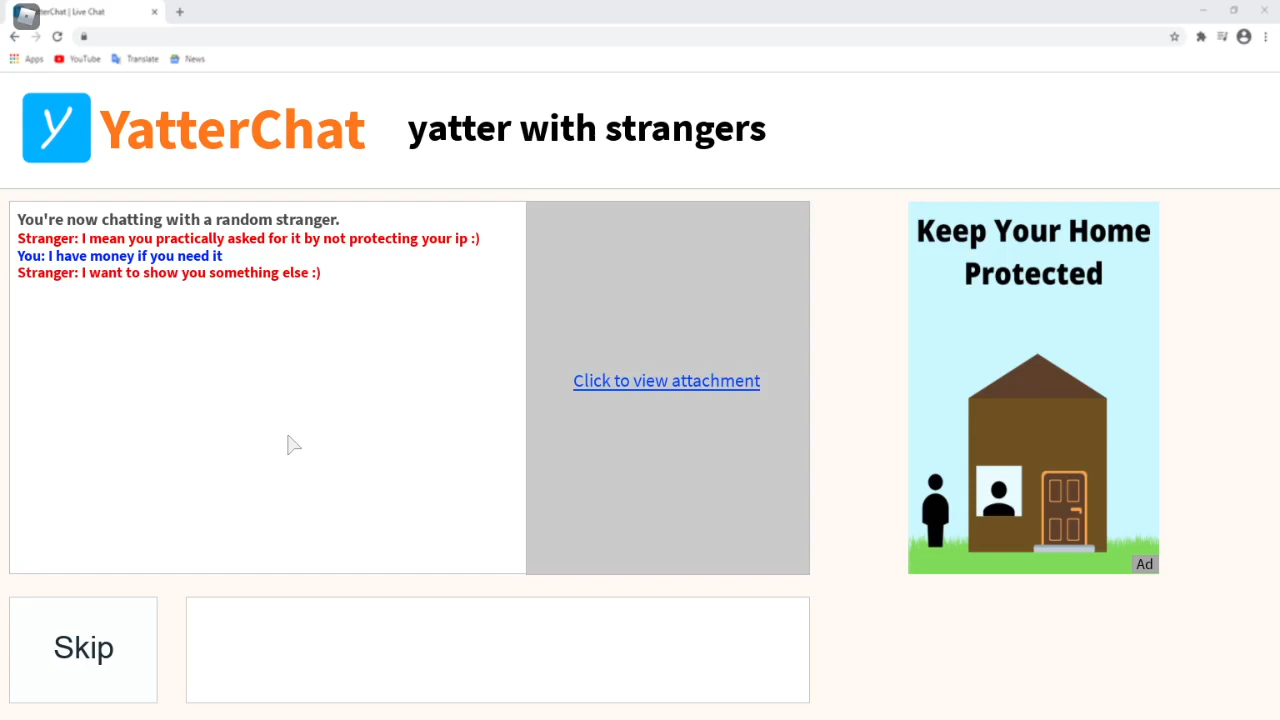 YatterChat | Live Chat
Apps YouTube Translate News
y YatterChat yatter with strangers
You're now chatting with a random stranger.
Stranger: I mean you practically asked for it by not protecting your ip :)
You: I have money if you need it
Stranger: I want to show you something else :)
Click to view attachment
Keep Your Home
Protected
Ad
Skip